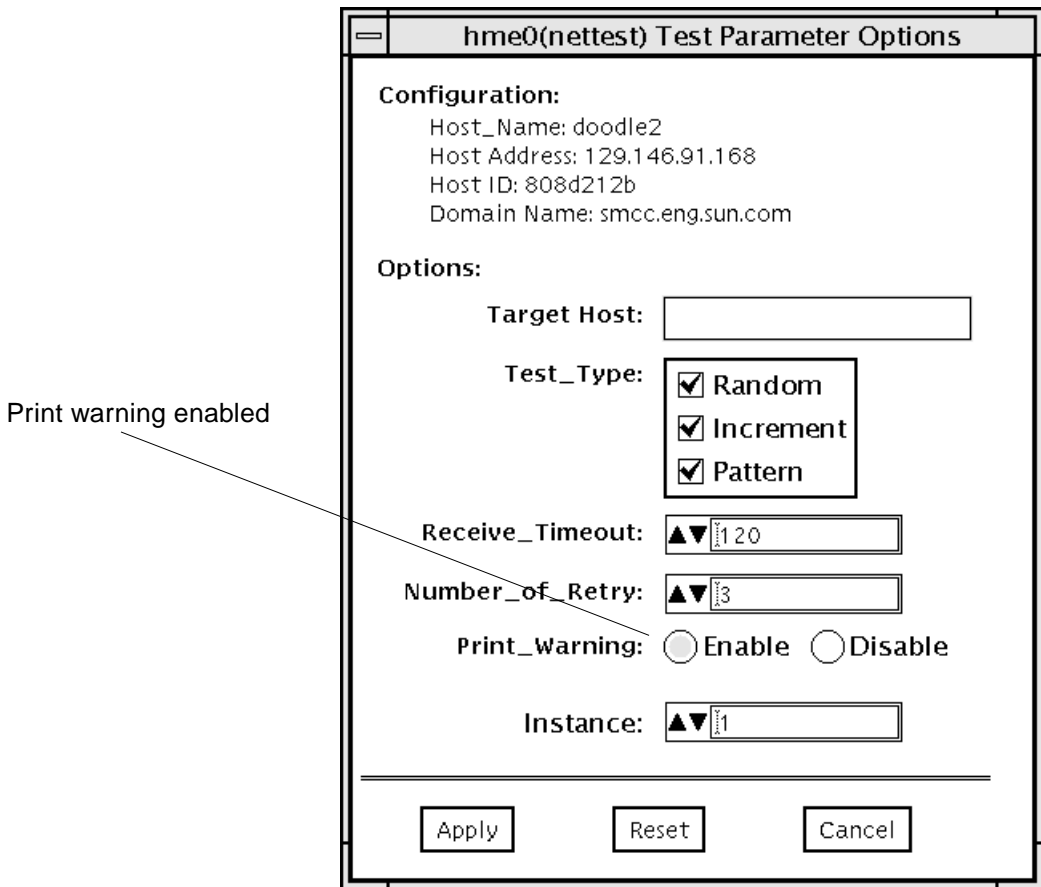 hme0(nettest) Test Parameter Options
Configuration:
Host_Name: doodle2
Host Address: 129.146.91.168
Host ID: 808d212b
Domain Name: smcc.eng.sun.com
Options:
Target Host:
Test_Type:
Random
Increment
Pattern
Print warning enabled
Receive_Timeout: 120
Number_of_Retry: 3
Print_Warning: Enable Disable
Instance: 1
Apply Reset Cancel